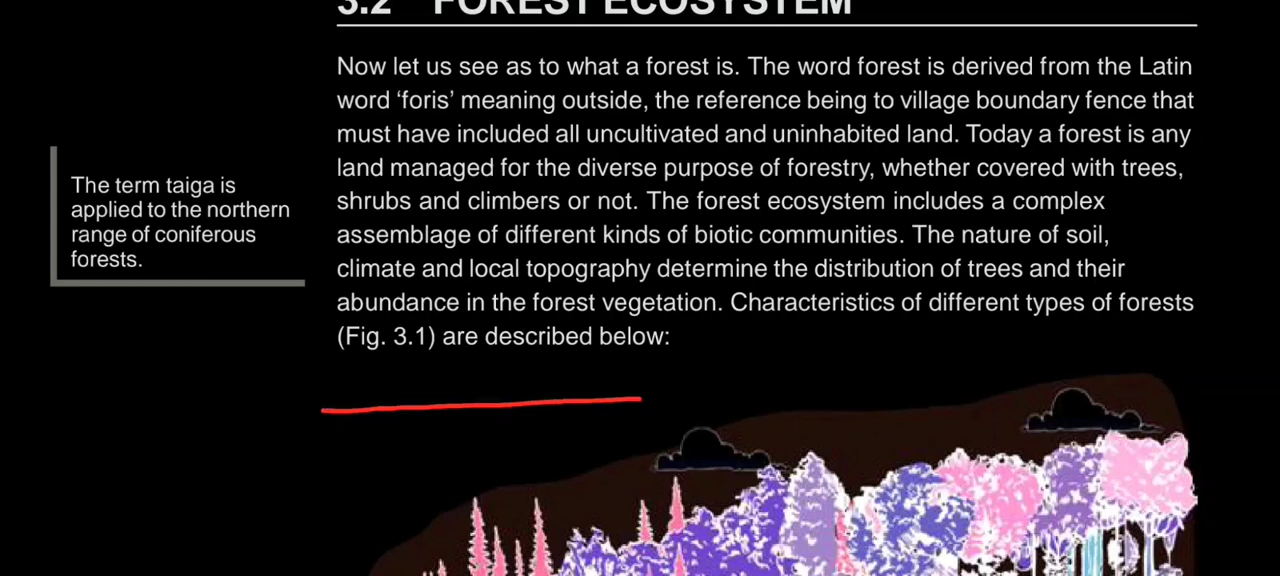 3.2 FOREST ECOSYSTEM
Now let us see as to what a forest is. The word forest is derived from the Latin
word ‘foris’ meaning outside, the reference being to village boundary fence that
must have included all uncultivated and uninhabited land. Today a forest is any
land managed for the diverse purpose of forestry, whether covered with trees,
shrubs and climbers or not. The forest ecosystem includes a complex
assemblage of different kinds of biotic communities. The nature of soil,
climate and local topography determine the distribution of trees and their
abundance in the forest vegetation. Characteristics of different types of forests
(Fig. 3.1) are described below:
The term taiga is
applied to the northern
range of coniferous
forests.